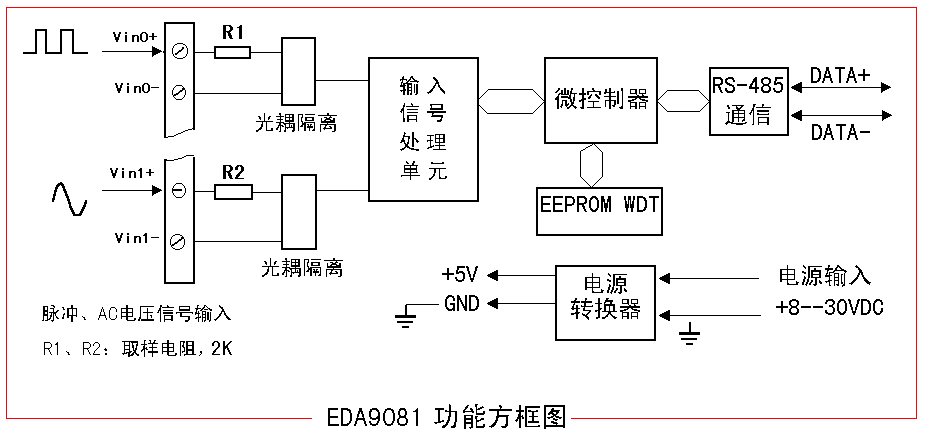 Vin0+
R1
Vin0-
光耦隔离
Vin1+
R2
Vin1-
光耦隔离
输入
信号
处理
单元
微控制器
RS-485
通信
DATA+
DATA-
EEPROM WDT
+5V
GND
电源
转换器
电源输入
+8--30VDC
脉冲、AC电压信号输入
R1、R2：取样电阻，2K
EDA9081 功能方框图